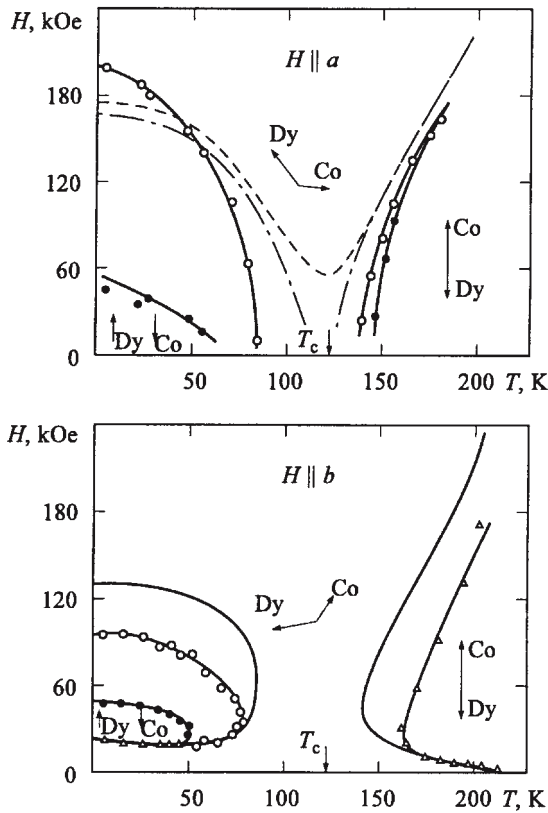 H, kOe
H ∥ a
180
Dy
Co
120
Co
60
Dy
T_c
Dy Co
0
50 100 150 200 T, K
H, kOe
H ∥ b
180
Co
Dy
120
Co
60
Dy
Dy Co
T_c
0
50 100 150 200 T, K